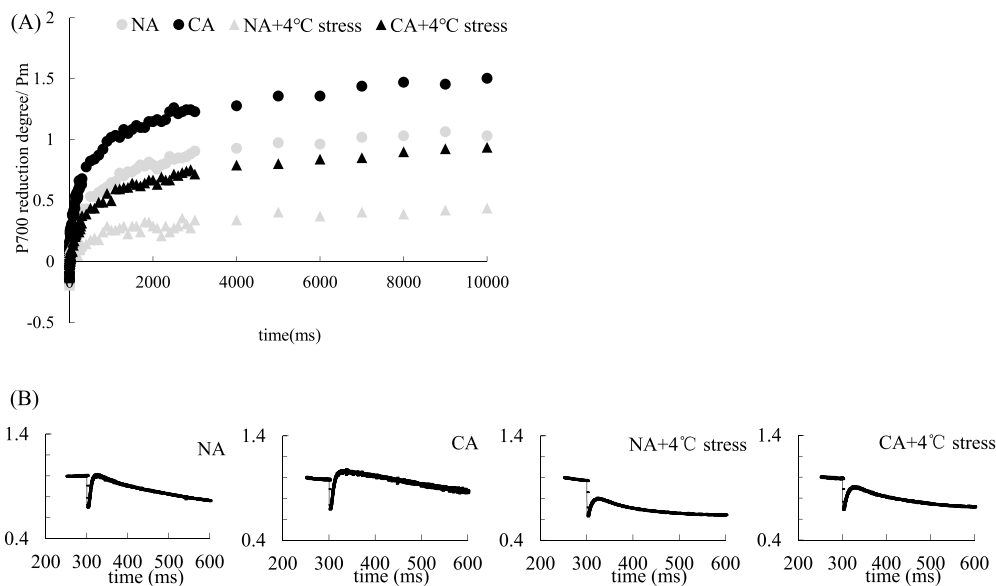 (A)
2
NA CA NA+4℃ stress CA+4℃ stress
1.5
1
0.5
0
-0.5
2000 4000 6000 8000 10000
P700 reduction degree/ Pm
time(ms)
(B)
1.4 1.4 1.4 1.4
NA CA NA+4℃ stress CA+4℃ stress
0.4 0.4 0.4 0.4
200 300 400 500 600 200 300 400 500 600 200 300 400 500 600 200 300 400 500 600
time (ms) time (ms) time (ms) time (ms)